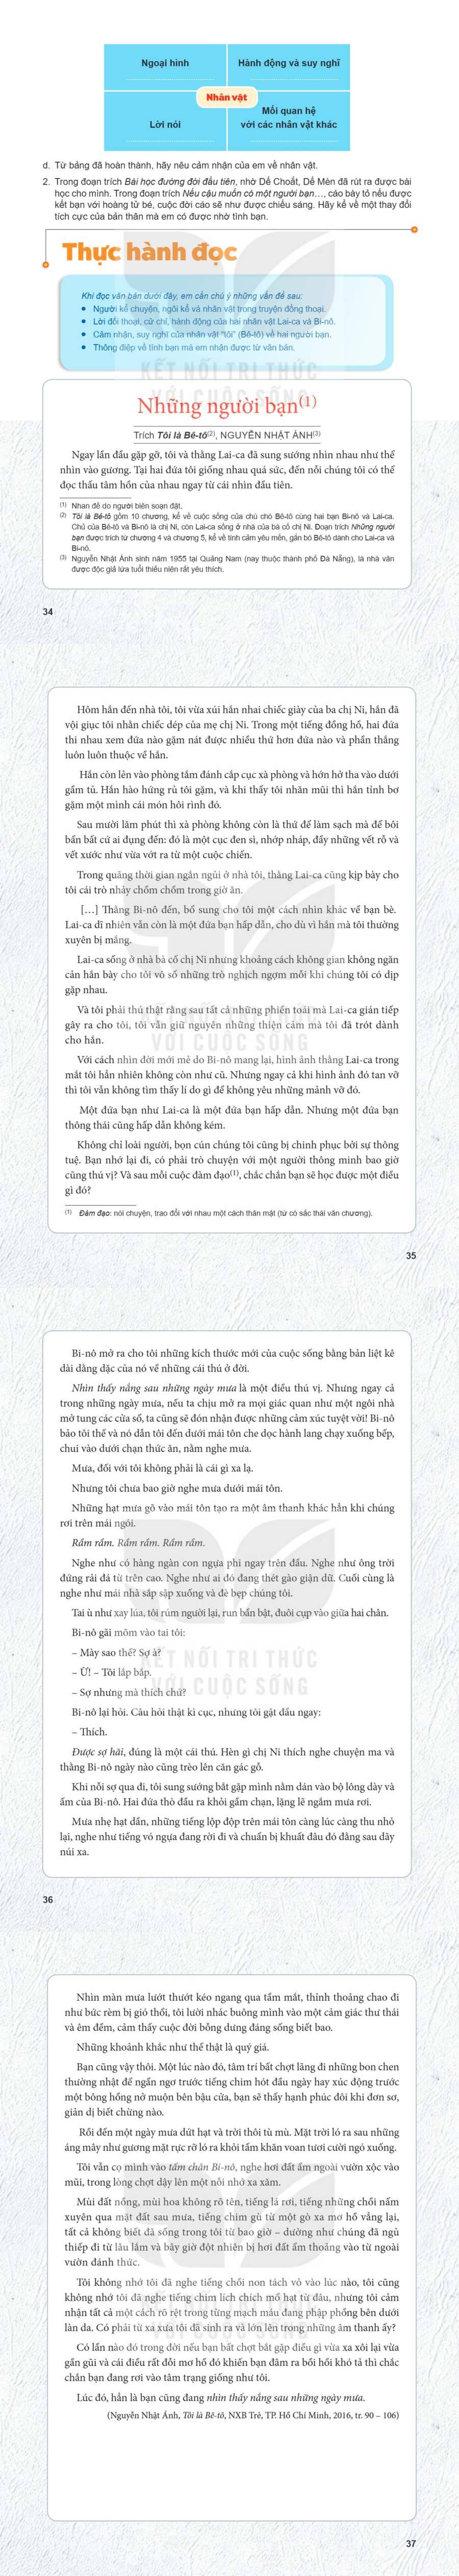 Ngoại hình
Hành động và suy nghĩ
Nhân vật
Lời nói
Mối quan hệ
với các nhân vật khác
d. Từ bảng đã hoàn thành, hãy nêu cảm nhận của em về nhân vật.
2. Trong đoạn trích Bài học đường đời đầu tiên, nhờ Dế Choắt, Dế Mèn đã rút ra được bài
học cho mình. Trong đoạn trích Nếu cậu muốn có một người bạn…, cáo bày tỏ nếu được
kết bạn với hoàng tử bé, cuộc đời cáo sẽ như được chiếu sáng. Hãy kể về một thay đổi
tích cực của bản thân mà em có được nhờ tình bạn.
Thực hành đọc
Khi đọc văn bản dưới đây, em cần chú ý những vấn đề sau:
• Người kể chuyện, ngôi kể và nhân vật trong truyện đồng thoại.
• Lời đối thoại, cử chỉ, hành động của hai nhân vật Lai-ca và Bi-nô.
• Cảm nhận, suy nghĩ của nhân vật "tôi" (Bê-tô) về hai người bạn.
• Thông điệp về tình bạn mà em nhận được từ văn bản.
KẾT NỐI TRI THỨC
VỚI CUỘC SỐNG
Những người bạn(1)
Trích Tôi là Bê-tô(2), NGUYỄN NHẬT ÁNH(3)
Ngay lần đầu gặp gỡ, tôi và thằng Lai-ca đã sung sướng nhìn nhau như thể
nhìn vào gương. Tại hai đứa tôi giống nhau quá sức, đến nỗi chúng tôi có thể
đọc thấu tâm hồn của nhau ngay từ cái nhìn đầu tiên.
(1) Nhan đề do người biên soạn đặt.
(2) Tôi là Bê-tô gồm 10 chương, kể về cuộc sống của chú chó Bê-tô cùng hai bạn Bi-nô và Lai-ca.
Chủ của Bê-tô và Bi-nô là chị Ni, còn Lai-ca sống ở nhà của bà cố chị Ni. Đoạn trích Những người
bạn được trích từ chương 4 và chương 5, kể về tình cảm yêu mến, gắn bó Bê-tô dành cho Lai-ca và
Bi-nô.
(3) Nguyễn Nhật Ánh sinh năm 1955 tại Quảng Nam (nay thuộc thành phố Đà Nẵng), là nhà văn
được độc giả lứa tuổi thiếu niên rất yêu thích.
34
Hôm hắn đến nhà tôi, tôi vừa xúi hắn nhai chiếc giày của ba chị Ni, hắn đã
vội giục tôi nhằn chiếc dép của mẹ chị Ni. Trong một tiếng đồng hồ, hai đứa
thi nhau xem đứa nào gặm nát được nhiều thứ hơn đứa nào và phần thắng
luôn luôn thuộc về hắn.
Hắn còn lẻn vào phòng tắm đánh cắp cục xà phòng và hớn hở tha vào dưới
gầm tủ. Hắn hào hứng rủ tôi gặm, và khi thấy tôi nhăn mũi thì hắn tỉnh bơ
gặm một mình cái món hôi rình đó.
Sau mười lăm phút thì xà phòng không còn là thứ để làm sạch mà để bôi
bẩn bất cứ ai đụng đến: đó là một cục đen sì, nhớp nháp, đầy những vết rỗ và
vết xước như vừa vớt ra từ một cuộc chiến.
Trong quãng thời gian ngắn ngủi ở nhà tôi, thằng Lai-ca cũng kịp bày cho
tôi cái trò nhảy chồm chồm trong giờ ăn.
[…] Thằng Bi-nô đến, bổ sung cho tôi một cách nhìn khác về bạn bè.
Lai-ca dĩ nhiên vẫn còn là một đứa bạn hấp dẫn, cho dù vì hắn mà tôi thường
xuyên bị mắng.
Lai-ca sống ở nhà bà cố chị Ni nhưng khoảng cách không gian không ngăn
cản hắn bày cho tôi vô số những trò nghịch ngợm mỗi khi chúng tôi có dịp
gặp nhau.
Và tôi phải thú thật rằng sau tất cả những phiền toái mà Lai-ca gián tiếp
gây ra cho tôi, tôi vẫn giữ nguyên những thiện cảm mà tôi đã trót dành
cho hắn.
KẾT NỐI TRI THỨC
VỚI CUỘC SỐNG
Với cách nhìn đời mới mẻ do Bi-nô mang lại, hình ảnh thằng Lai-ca trong
mắt tôi hẳn nhiên không còn như cũ. Nhưng ngay cả khi hình ảnh đó tan vỡ
thì tôi vẫn không tìm thấy lí do gì để không yêu những mảnh vỡ đó.
Một đứa bạn như Lai-ca là một đứa bạn hấp dẫn. Nhưng một đứa bạn
thông thái cũng hấp dẫn không kém.
Không chỉ loài người, bọn cún chúng tôi cũng bị chinh phục bởi sự thông
tuệ. Bạn nhớ lại đi, có phải trò chuyện với một người thông minh bao giờ
cũng thú vị? Và sau mỗi cuộc đàm đạo(1), chắc chắn bạn sẽ học được một điều
gì đó?
(1) Đàm đạo: nói chuyện, trao đổi với nhau một cách thân mật (từ có sắc thái văn chương).
35
Bi-nô mở ra cho tôi những kích thước mới của cuộc sống bằng bản liệt kê
dài dằng dặc của nó về những cái thú ở đời.
Nhìn thấy nắng sau những ngày mưa là một điều thú vị. Nhưng ngay cả
trong những ngày mưa, nếu ta chịu mở ra mọi giác quan như một ngôi nhà
mở tung các cửa sổ, ta cũng sẽ đón nhận được những cảm xúc tuyệt vời! Bi-nô
bảo tôi thế và nó dẫn tôi đến dưới mái tôn che dọc hành lang chạy xuống bếp,
chui vào dưới chạn thức ăn, nằm nghe mưa.
Mưa, đối với tôi không phải là cái gì xa lạ.
Nhưng tôi chưa bao giờ nghe mưa dưới mái tôn.
Những hạt mưa gõ vào mái tôn tạo ra một âm thanh khác hẳn khi chúng
rơi trên mái ngói.
Rầm rầm. Rầm rầm. Rầm rầm.
Nghe như có hàng ngàn con ngựa phi ngay trên đầu. Nghe như ông trời
đứng rải đá từ trên cao. Nghe như ai đó đang thét gào giận dữ. Cuối cùng là
nghe như mái nhà sắp sập xuống và đè bẹp chúng tôi.
Tai ù như xay lúa, tôi rúm người lại, run bần bật, đuôi cụp vào giữa hai chân.
Bi-nô gãi mõm vào tai tôi:
– Mày sao thế? Sợ à?
KẾT NỐI TRI THỨC
– Ừ! – Tôi lắp bắp.
VỚI CUỘC SỐNG
– Sợ nhưng mà thích chứ?
Bi-nô lại hỏi. Câu hỏi thật kì cục, nhưng tôi gật đầu ngay:
– Thích.
Được sợ hãi, đúng là một cái thú. Hèn gì chị Ni thích nghe chuyện ma và
thằng Bi-nô ngày nào cũng trèo lên căn gác gỗ.
Khi nỗi sợ qua đi, tôi sung sướng bắt gặp mình nằm dán vào bộ lông dày và
ấm của Bi-nô. Hai đứa thò đầu ra khỏi gầm chạn, lặng lẽ ngắm mưa rơi.
Mưa nhẹ hạt dần, những tiếng lộp độp trên mái tôn càng lúc càng thu nhỏ
lại, nghe như tiếng vó ngựa đang rời đi và chuẩn bị khuất đâu đó đằng sau dãy
núi xa.
36
Nhìn màn mưa lướt thướt kéo ngang qua tầm mắt, thỉnh thoảng chao đi
như bức rèm bị gió thổi, tôi lười nhác buông mình vào một cảm giác thư thái
và êm đềm, cảm thấy cuộc đời bỗng dưng đáng sống biết bao.
Những khoảnh khắc như thế thật là quý giá.
Bạn cũng vậy thôi. Một lúc nào đó, tâm trí bất chợt lãng đi những bon chen
thường nhật để ngẩn ngơ trước tiếng chim hót đầu ngày hay xúc động trước
một bông hồng nở muộn bên bậu cửa, bạn sẽ thấy hạnh phúc đôi khi đơn sơ,
giản dị biết chừng nào.
Rồi đến một ngày mưa dứt hạt và trời thôi tù mù. Mặt trời ló ra sau những
áng mây như gương mặt rực rỡ ló ra khỏi tấm khăn voan tươi cười ngó xuống.
Tôi vẫn cọ mình vào tấm chăn Bi-nô, nghe hơi đất ẩm ngoài vườn xộc vào
mũi, trong lòng chợt dậy lên một nỗi nhớ xa xăm.
Mùi đất nồng, mùi hoa không rõ tên, tiếng lá rơi, tiếng những chồi nấm
xuyên qua mặt đất sau mưa, tiếng chim gù từ một gò xa mơ hồ vẳng lại,
tất cả không biết đã sống trong tôi từ bao giờ – dường như chúng đã ngủ
thiếp đi từ lâu lắm và bây giờ đột nhiên bị hơi đất ẩm thoảng vào từ ngoài
vườn đánh thức.
Tôi không nhớ tôi đã nghe tiếng chồi non tách vỏ vào lúc nào, tôi cũng
không nhớ tôi đã nghe tiếng chim lích chích mổ hạt từ đâu, nhưng tôi cảm
nhận tất cả một cách rõ rệt trong từng mạch máu đang phập phồng bên dưới
làn da. Có phải từ xa xưa tôi đã sinh ra và lớn lên trong những âm thanh ấy?
KẾT NỐI TRI THỨC
VỚI CUỘC SỐNG
Có lần nào đó trong đời nếu bạn bất chợt bắt gặp điều gì vừa xa xôi lại vừa
gần gũi và cái điều rất đỗi mơ hồ đó khiến bạn đâm ra bồi hồi khó tả thì chắc
chắn bạn đang rơi vào tâm trạng giống như tôi.
Lúc đó, hẳn là bạn cũng đang nhìn thấy nắng sau những ngày mưa.
(Nguyễn Nhật Ánh, Tôi là Bê-tô, NXB Trẻ, TP. Hồ Chí Minh, 2016, tr. 90 – 106)
37